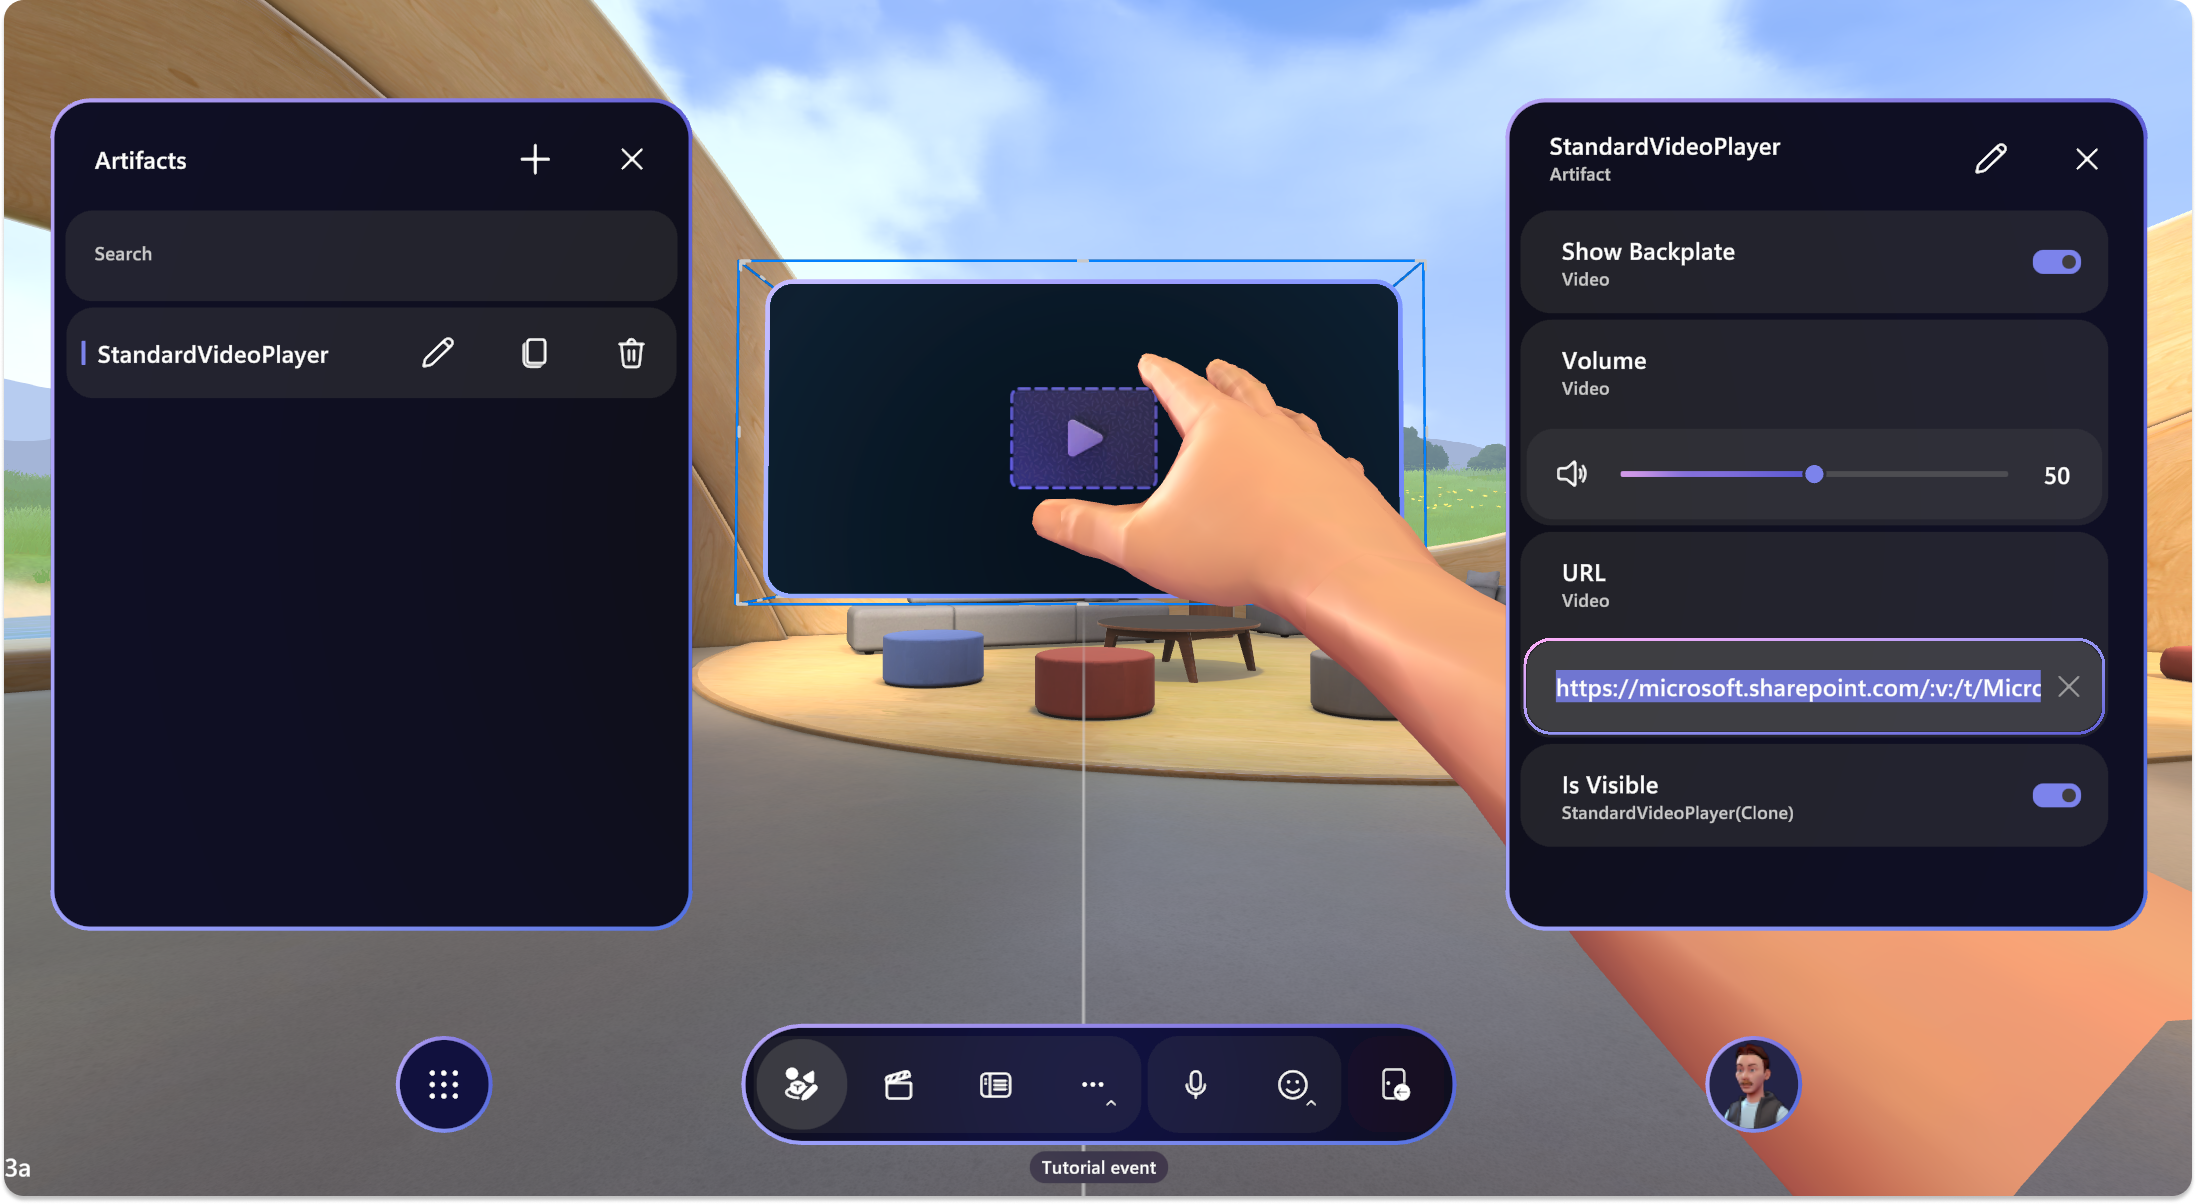 Artifacts
Search
StandardVideoPlayer
StandardVideoPlayer
Artifact
Show Backplate
Video
Volume
Video
50
URL
Video
https://microsoft.sharepoint.com/:v:/t/Micro
Is Visible
StandardVideoPlayer(Clone)
Tutorial event
3a